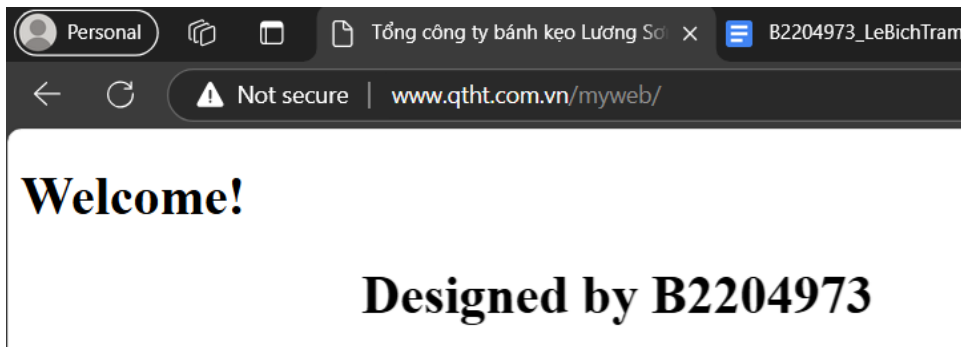 Personal
Tổng công ty bánh kẹo Lương Sơ
B2204973_LeBichTram
Not secure | www.qtht.com.vn/myweb/
Welcome!
Designed by B2204973